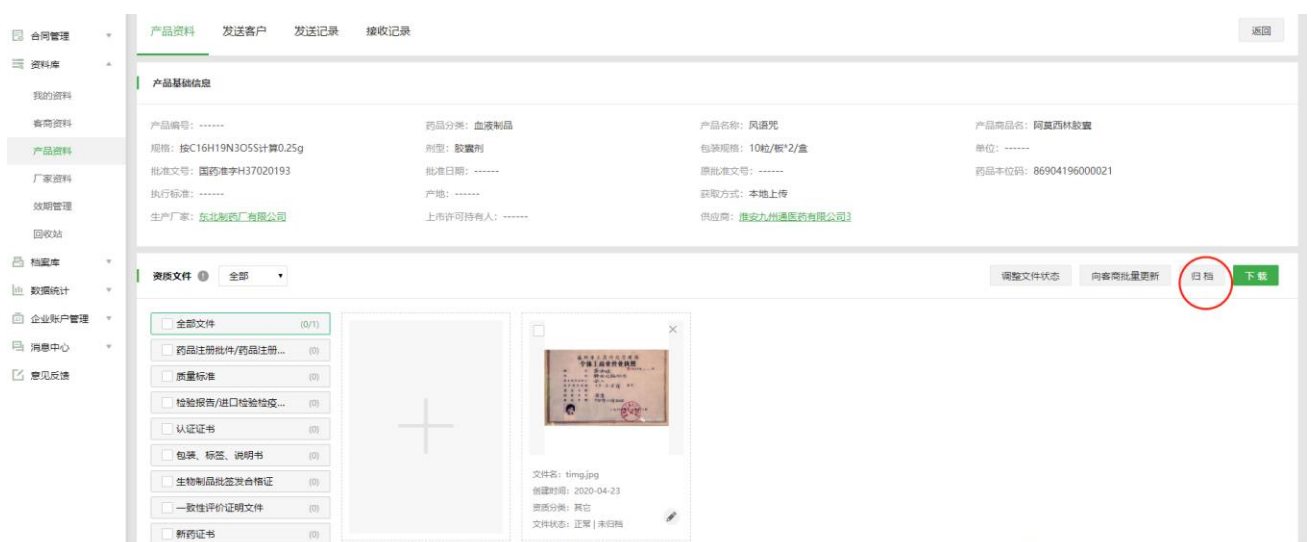 产品资料 发送客户 发送记录 接收记录 返回
合同管理
资料库
我的资料
客商资料
产品资料
厂家资料
效期管理
回收站
档案库
数据统计
企业账户管理
消息中心
意见反馈
产品基础信息
产品编号：------ 药品分类：血液制品 产品名称：风语咒 产品商品名：阿莫西林胶囊
规格：按C16H19N3O5S计算0.25g 剂型：胶囊剂 包装规格：10粒/板*2/盒 单位：------
批准文号：国药准字H37020193 批准日期：------ 原批准文号：------ 药品本位码：86904196000021
执行标准：------ 产地：------ 获取方式：本地上传
生产厂家：东北制药厂有限公司 上市许可持有人：------ 供应商：淮安九州通医药有限公司3
资质文件 全部 调整文件状态 向客商批量更新 归档 下载
全部文件 (0/1)
药品注册批件/药品注册... (0)
质量标准 (0)
检验报告/进口检验检疫... (0)
认证证书 (0)
包装、标签、说明书 (0)
生物制品批签发合格证 (0)
一致性评价证明文件 (0)
新药证书 (0)
文件名：timg.jpg
创建时间：2020-04-23
资质分类：其它
文件状态：正常 | 未归档